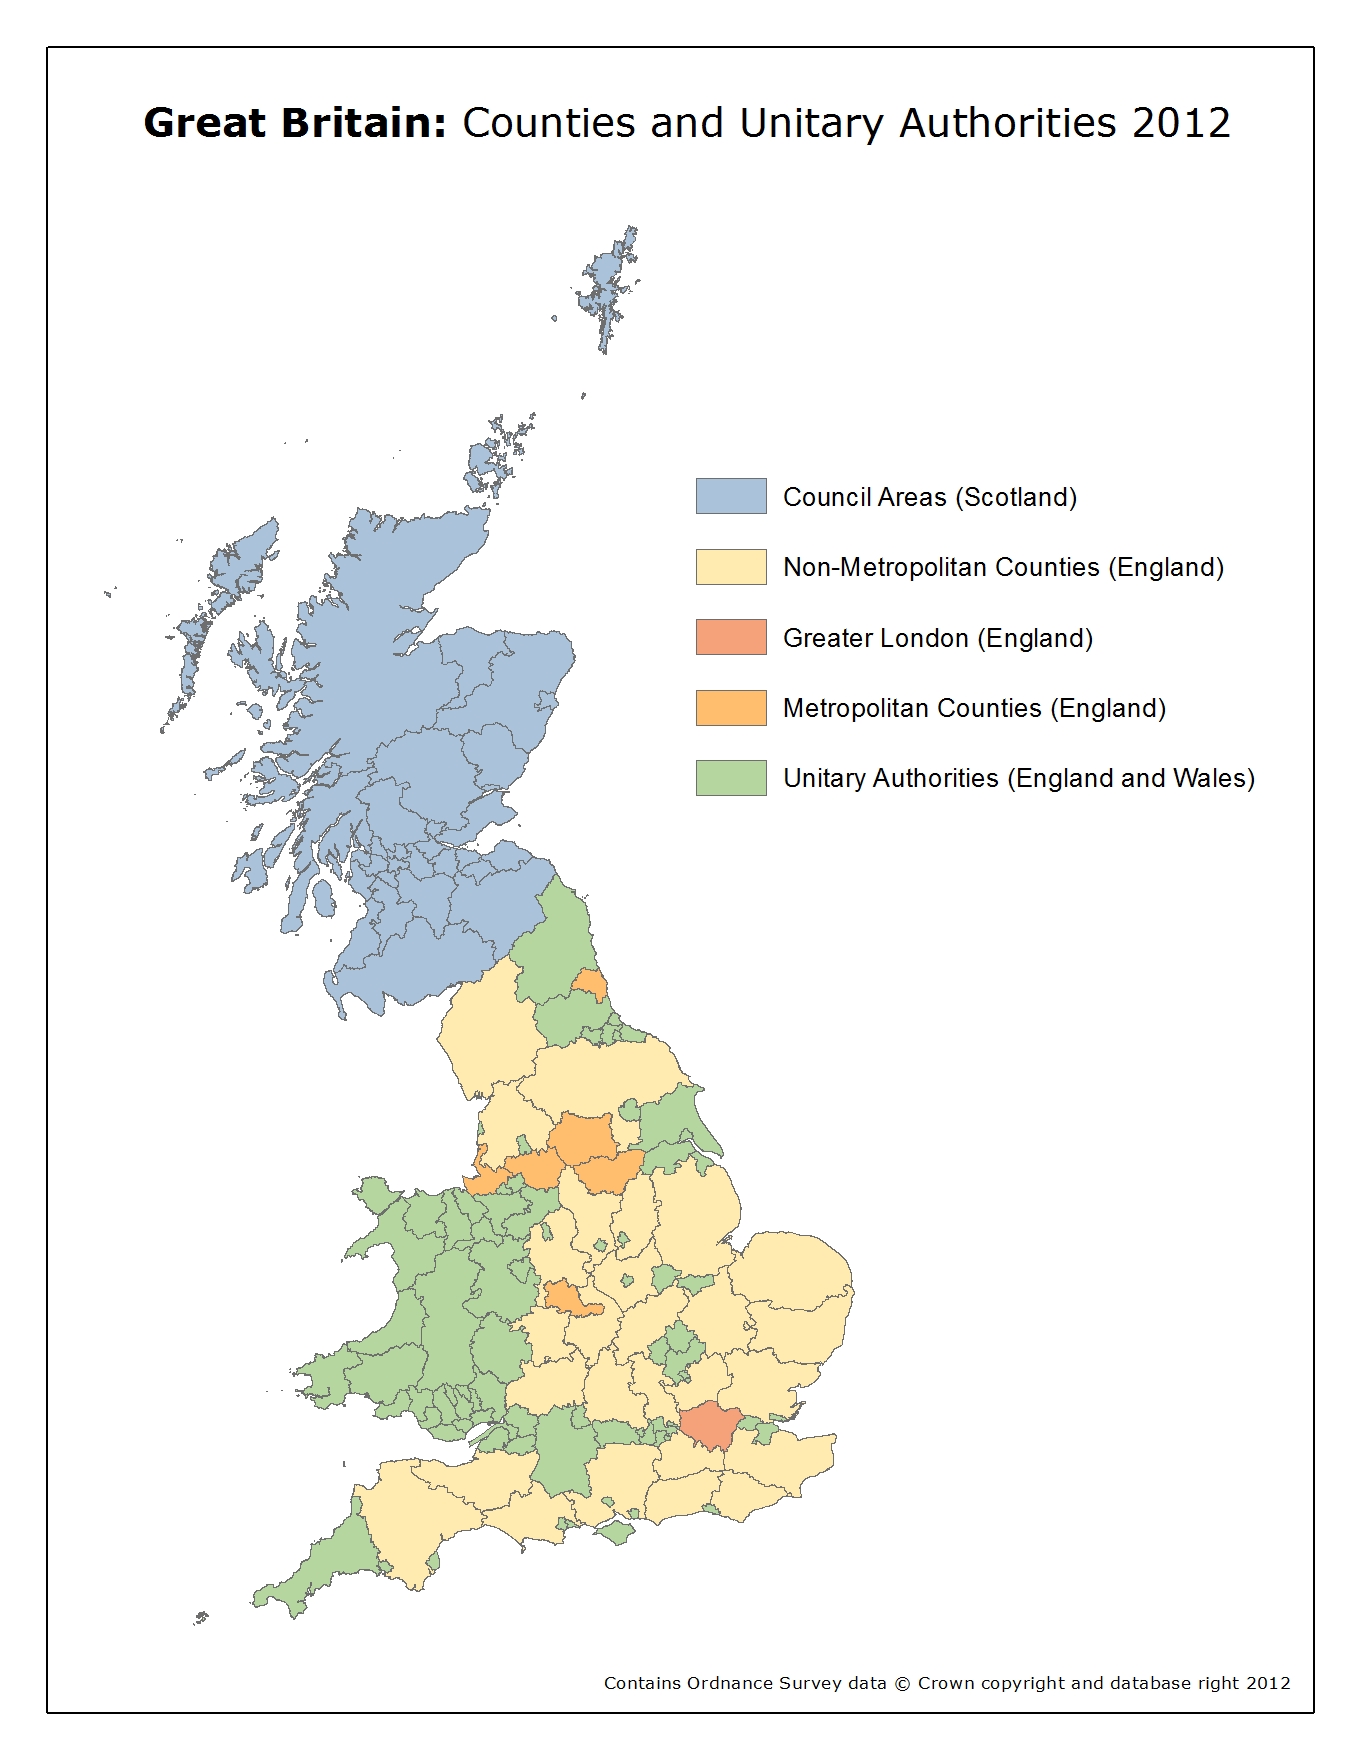 Great Britain: Counties and Unitary Authorities 2012
Council Areas (Scotland)
Non-Metropolitan Counties (England)
Greater London (England)
Metropolitan Counties (England)
Unitary Authorities (England and Wales)
Contains Ordnance Survey data © Crown copyright and database right 2012